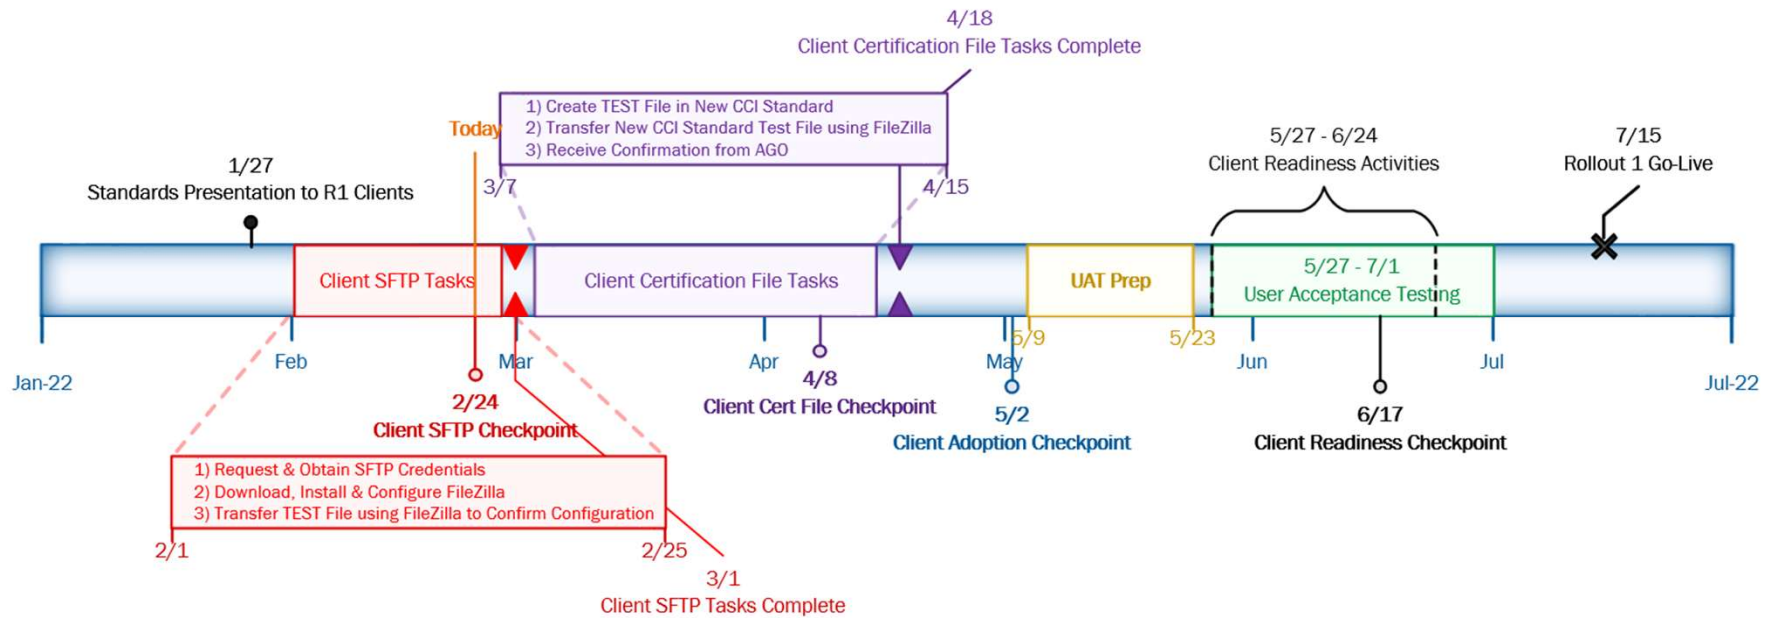 4/18
Client Certification File Tasks Complete
1) Create TEST File in New CCI Standard
2) Transfer New CCI Standard Test File using FileZilla
3) Receive Confirmation from AGO
Today
3/7
4/15
1/27
Standards Presentation to R1 Clients
5/27 - 6/24
Client Readiness Activities
7/15
Rollout 1 Go-Live
Client SFTP Tasks
Client Certification File Tasks
UAT Prep
5/27 - 7/1
User Acceptance Testing
5/9
5/23
Jan-22
Feb
Mar
Apr
May
Jun
Jul
Jul-22
2/24
Client SFTP Checkpoint
4/8
Client Cert File Checkpoint
5/2
Client Adoption Checkpoint
6/17
Client Readiness Checkpoint
1) Request & Obtain SFTP Credentials
2) Download, Install & Configure FileZilla
3) Transfer TEST File using FileZilla to Confirm Configuration
2/1
2/25
3/1
Client SFTP Tasks Complete